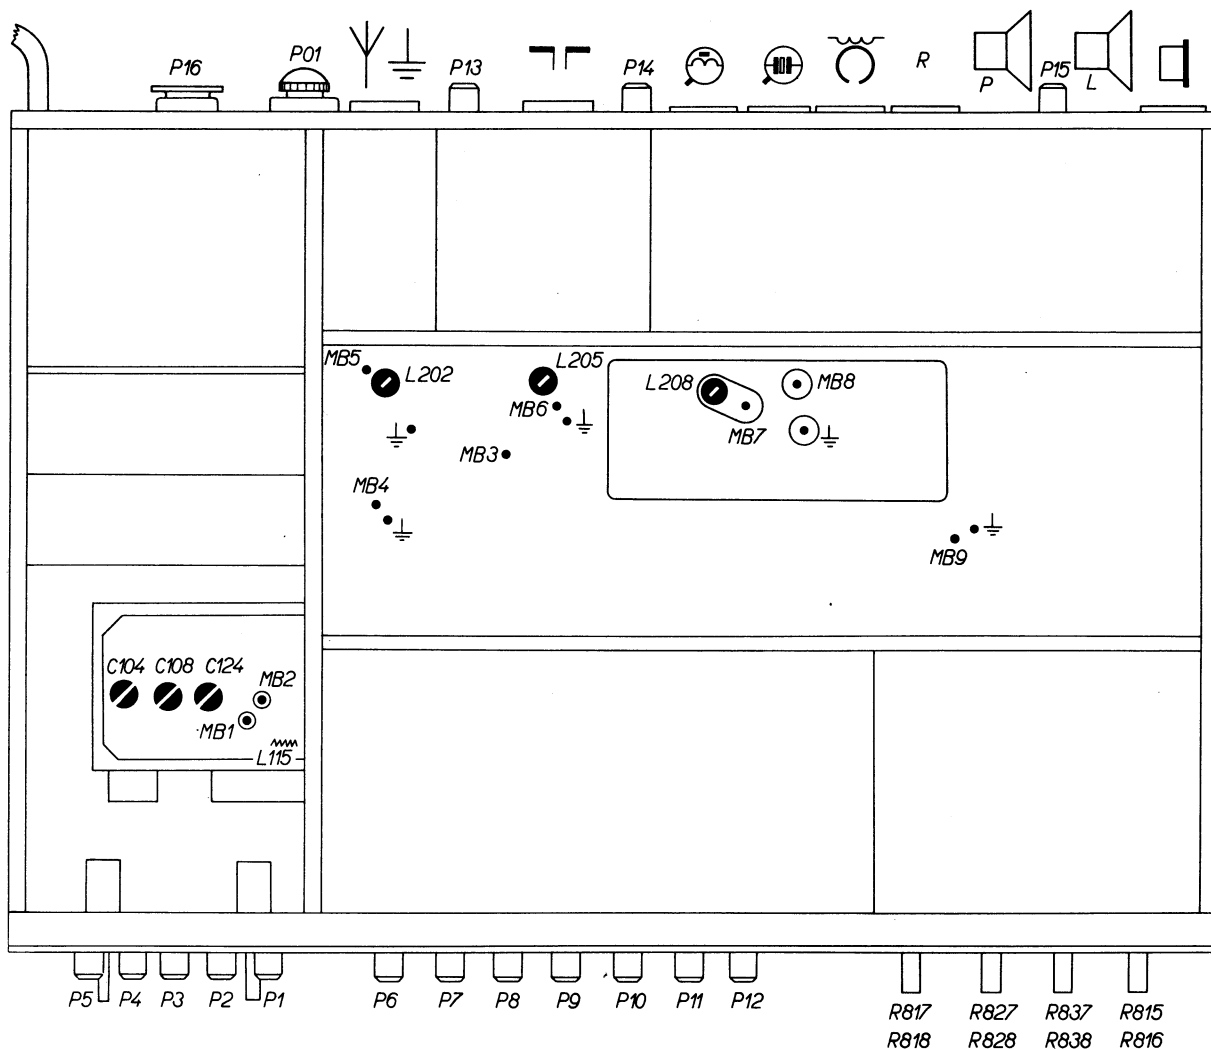 P16
P01
P13
P14
R
P
P15
L
MB5
L202
L205
MB6
MB3
MB4
L208
MB8
MB7
MB9
C104 C108 C124
MB2
MB1
L115
P5 P4 P3 P2 P1 P6 P7 P8 P9 P10 P11 P12
R817 R827 R837 R815
R818 R828 R838 R816